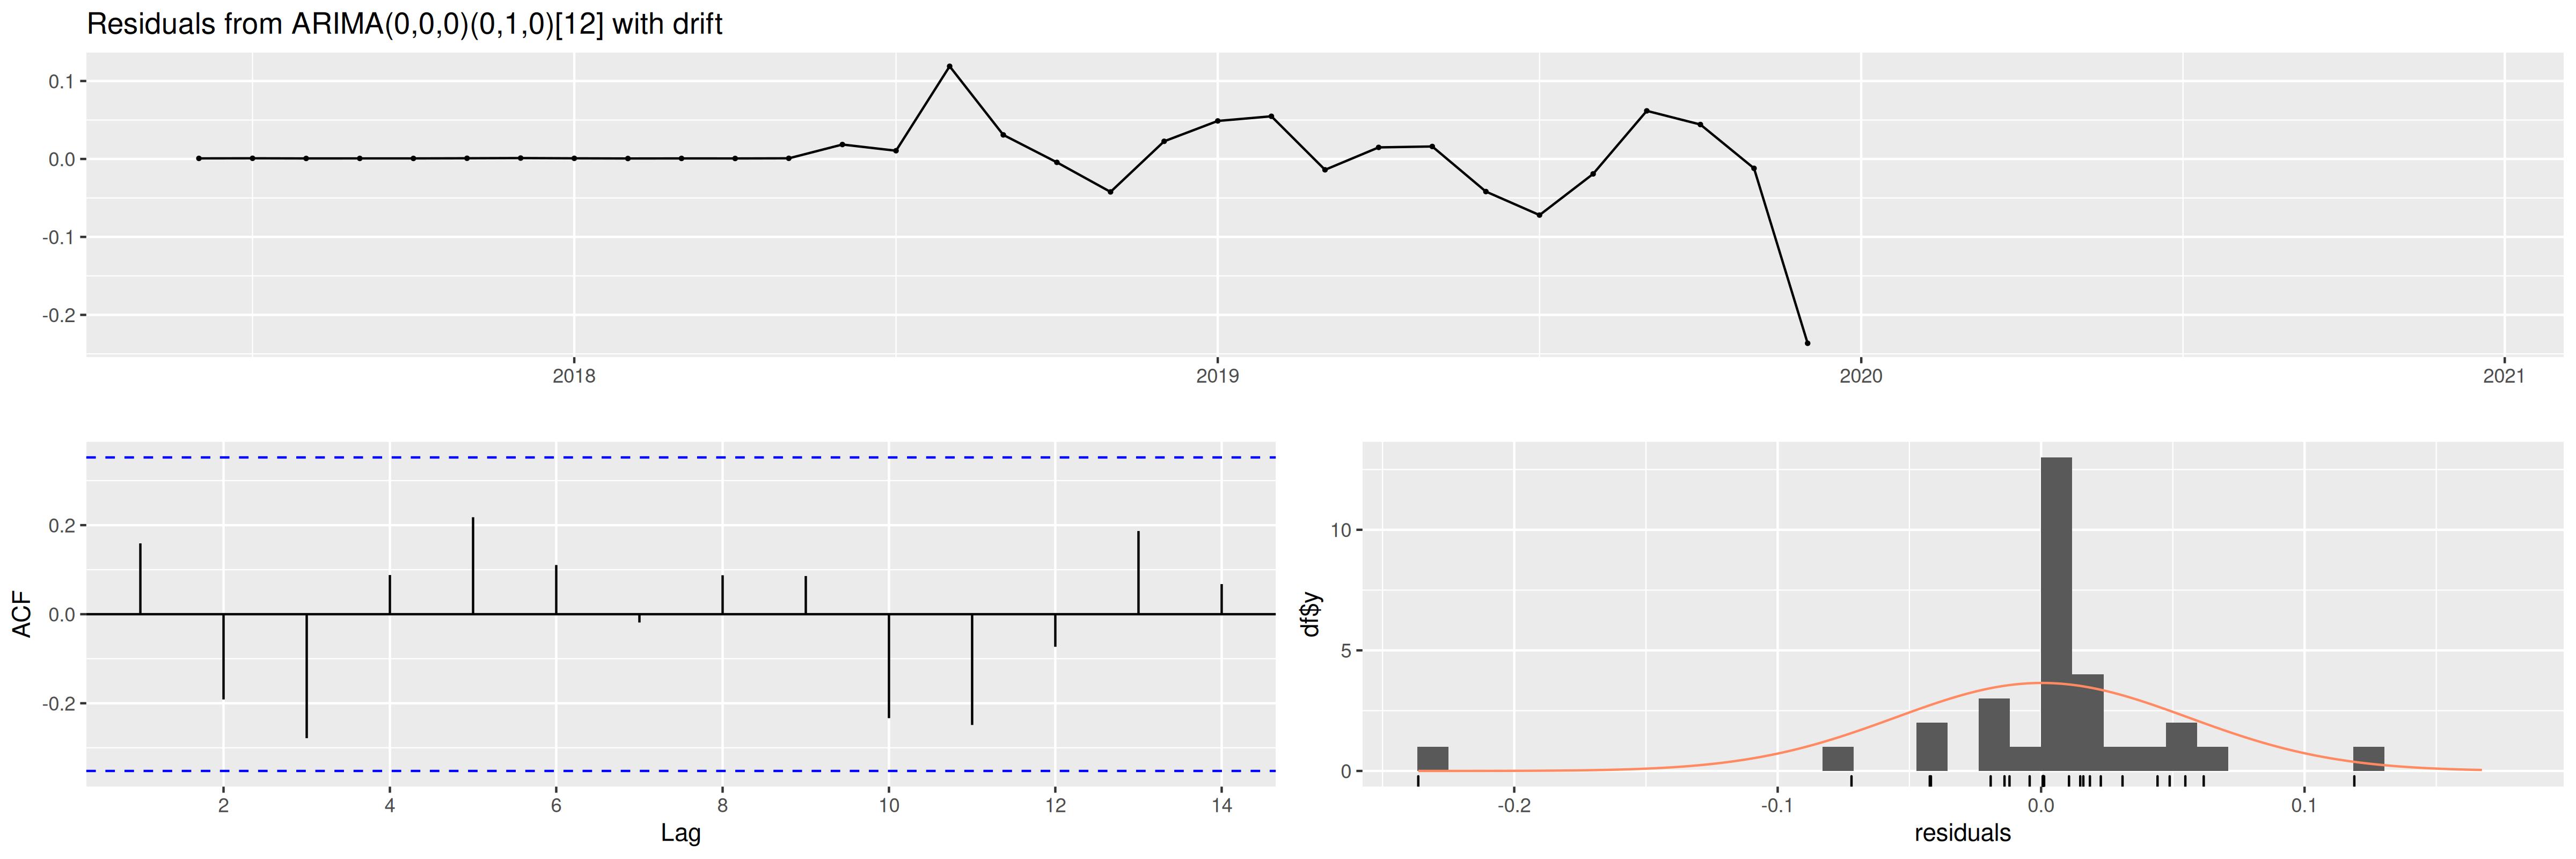 Residuals from ARIMA(0,0,0)(0,1,0)[12] with drift
0.1
0.0
-0.1
-0.2
2018 2019 2020 2021
ACF
0.2
0.0
-0.2
2 4 6 8 10 12 14
Lag
df$y
10
5
0
-0.2 -0.1 0.0 0.1
residuals